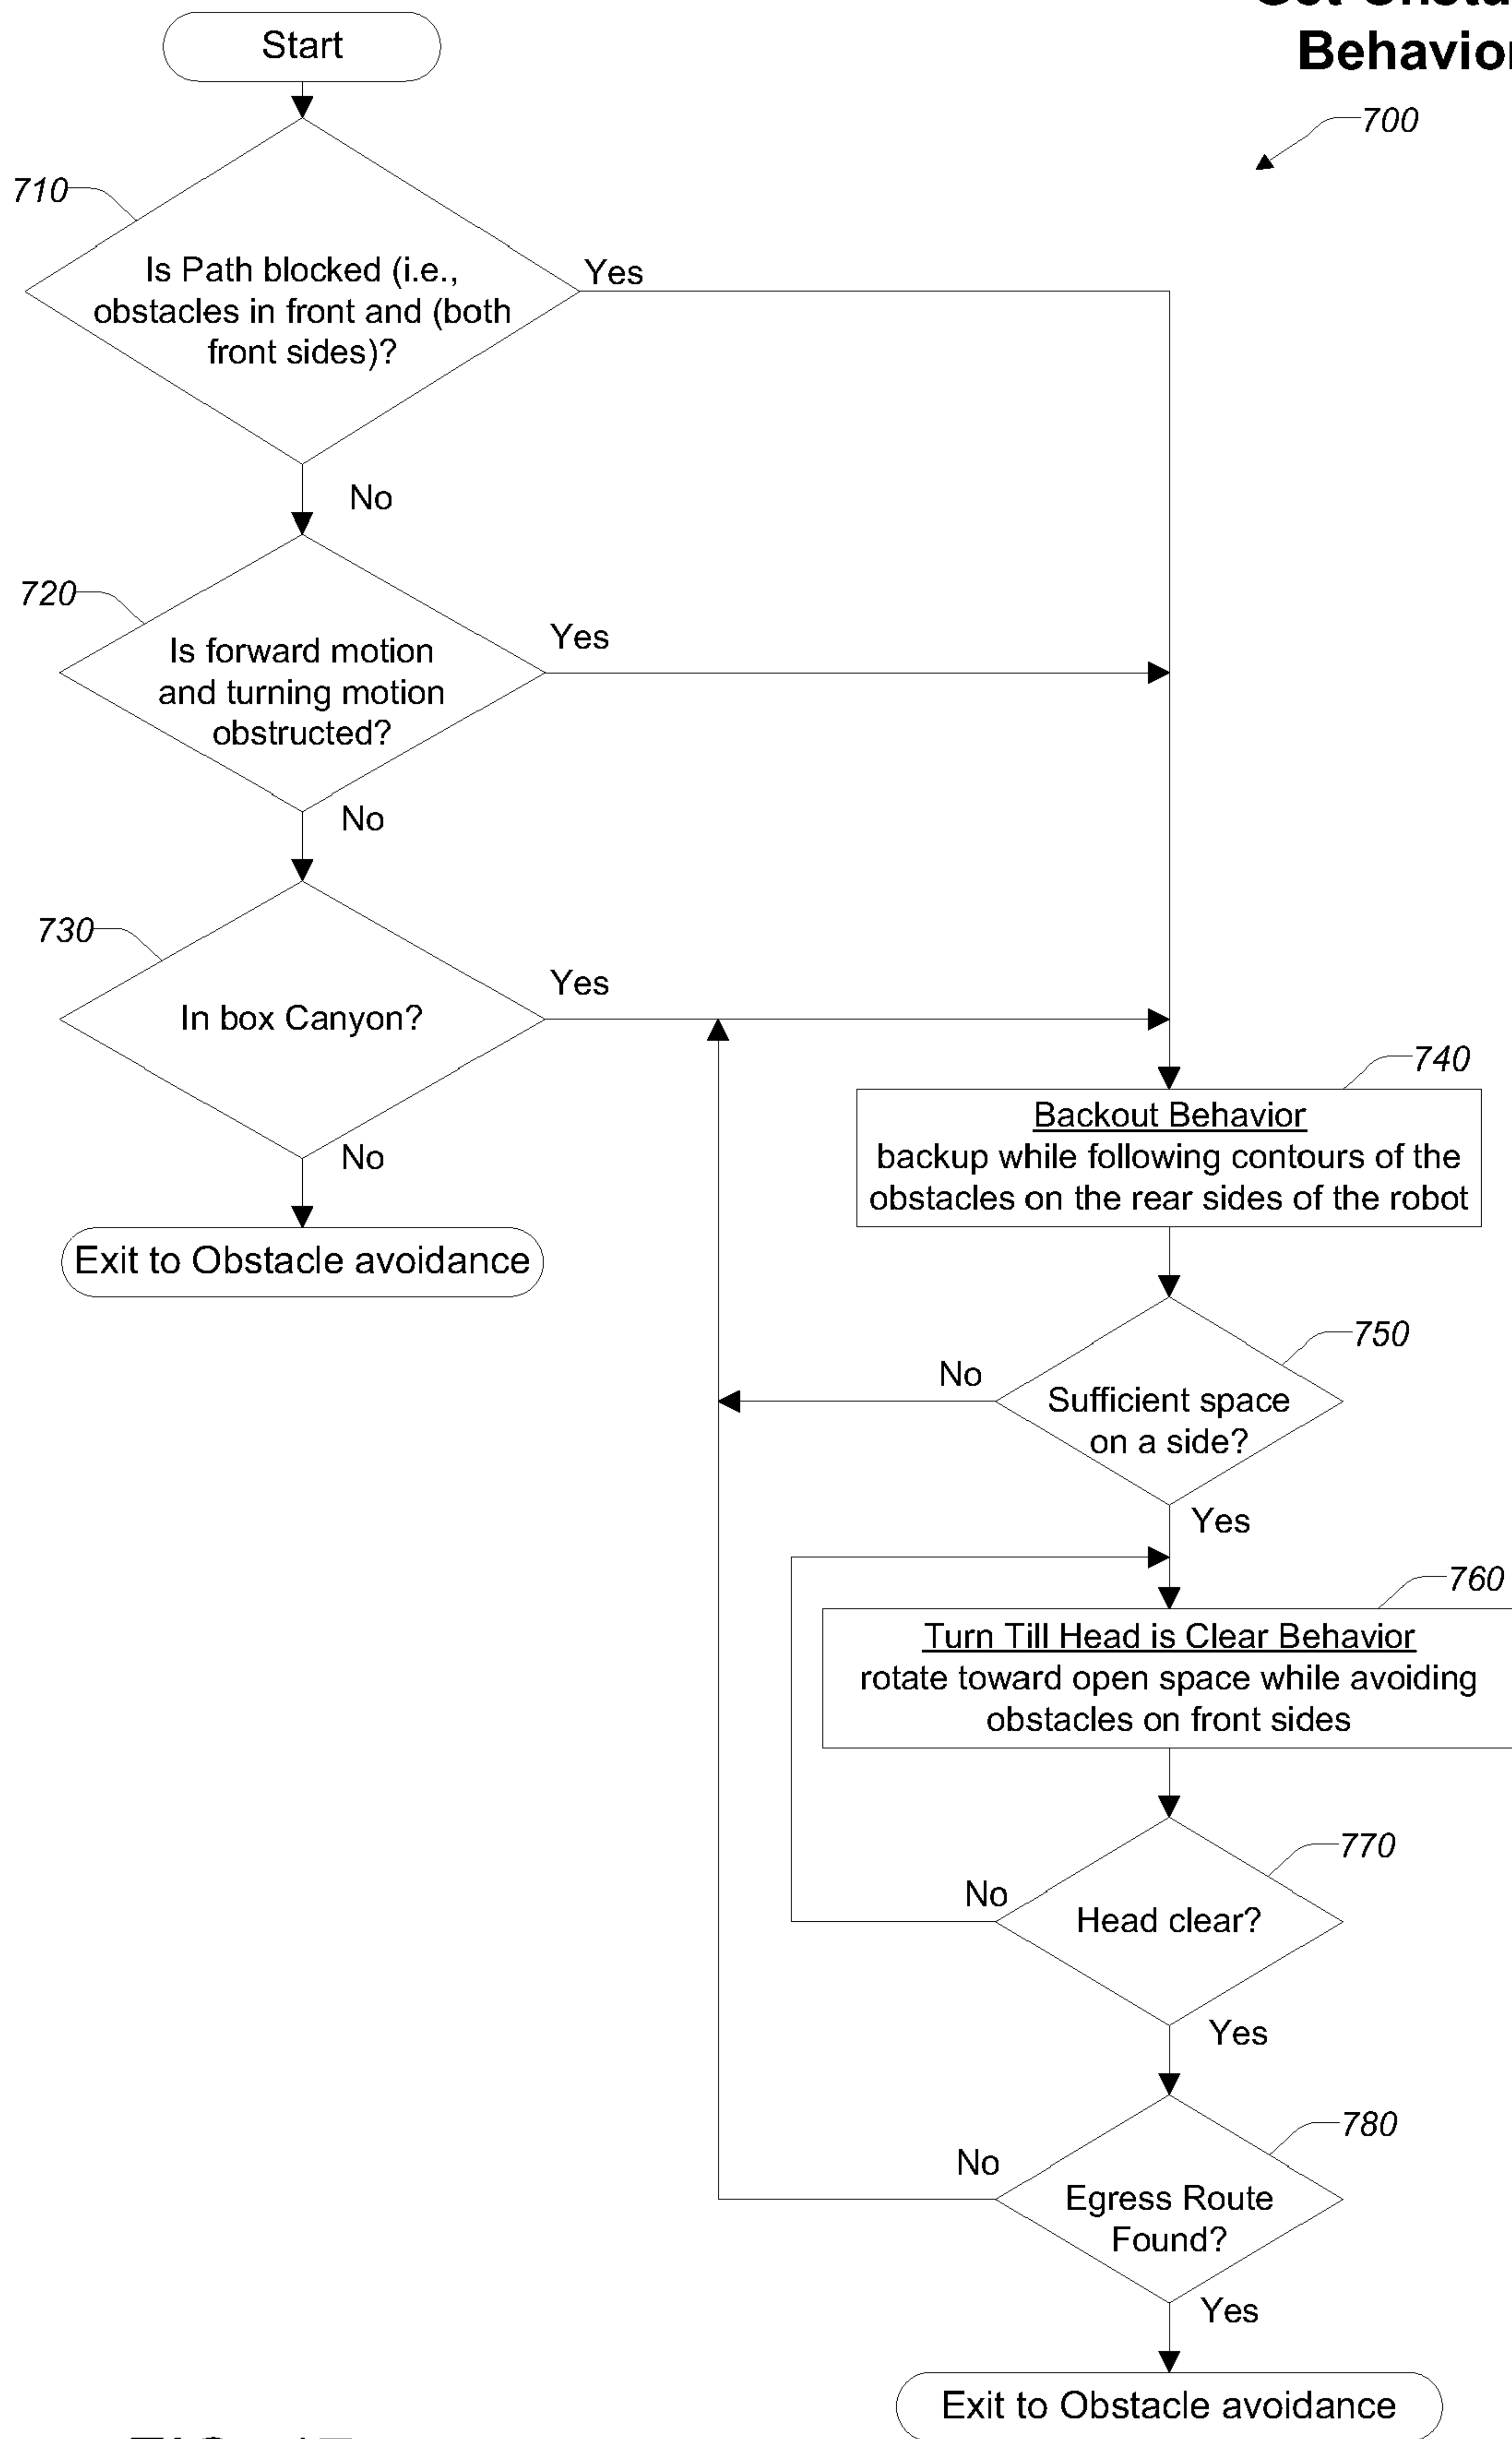 Behavior
700
Start
710
Is Path blocked (i.e.,
obstacles in front and (both
front sides)?
Yes
No
720
Is forward motion
and turning motion
obstructed?
Yes
No
730
In box Canyon?
Yes
No
Exit to Obstacle avoidance
740
Backout Behavior
backup while following contours of the
obstacles on the rear sides of the robot
750
Sufficient space
on a side?
No
Yes
760
Turn Till Head is Clear Behavior
rotate toward open space while avoiding
obstacles on front sides
770
Head clear?
No
Yes
780
Egress Route
Found?
No
Yes
Exit to Obstacle avoidance